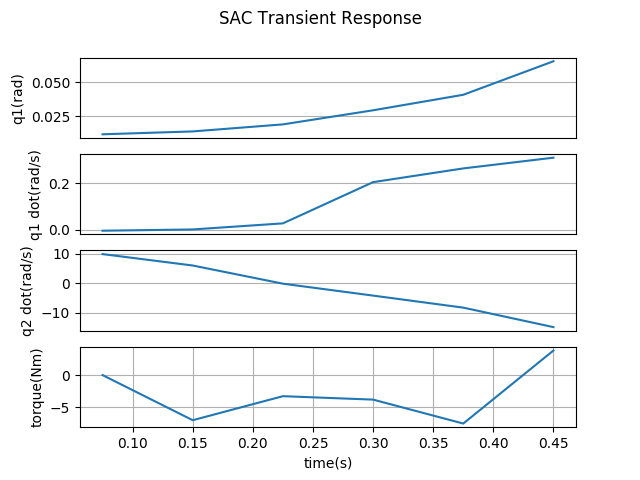 SAC Transient Response
q1(rad)
0.050
0.025
q1 dot(rad/s)
0.2
0.0
q2 dot(rad/s)
10
0
−10
torque(Nm)
0
−5
0.10 0.15 0.20 0.25 0.30 0.35 0.40 0.45
time(s)